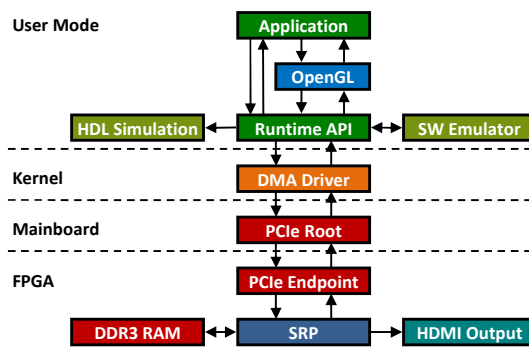 User Mode
Application
OpenGL
HDL Simulation
Runtime API
SW Emulator
Kernel
DMA Driver
Mainboard
PCIe Root
FPGA
PCIe Endpoint
DDR3 RAM
SRP
HDMI Output